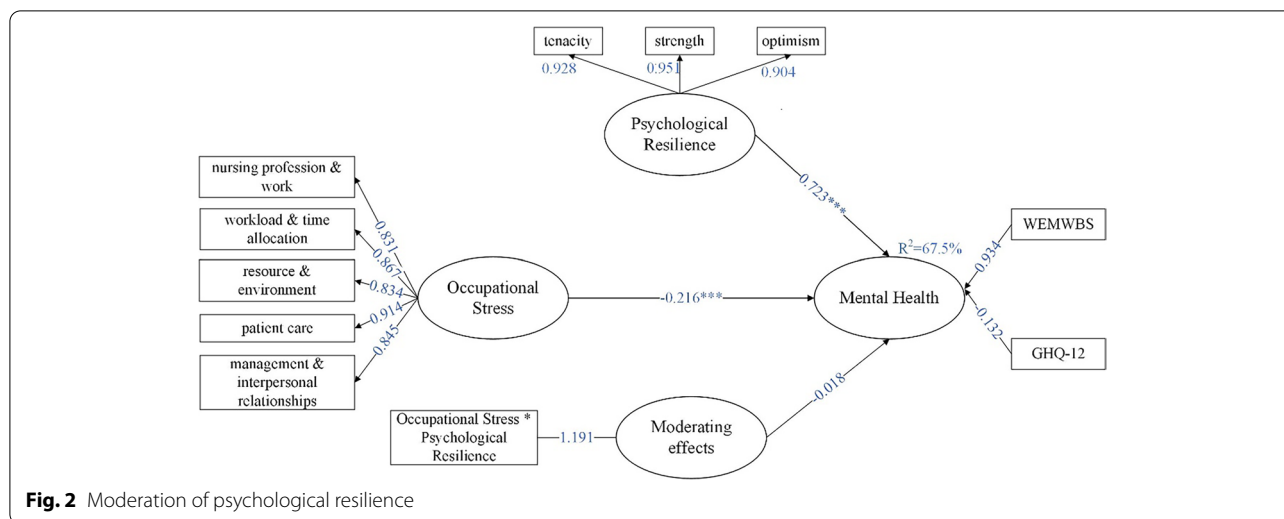 tenacity
strength
optimism
0.928
0.951
0.904
Psychological
Resilience
nursing profession &
work
workload & time
allocation
resource &
environment
patient care
management &
interpersonal
relationships
0.831
0.867
0.834
0.914
0.845
Occupational
Stress
0.723***
-0.216***
R²=67.5%
Mental Health
WEMWBS
0.934
-0.132
GHQ-12
-0.018
Occupational Stress *
Psychological
Resilience
1.191
Moderating
effects
Fig. 2 Moderation of psychological resilience